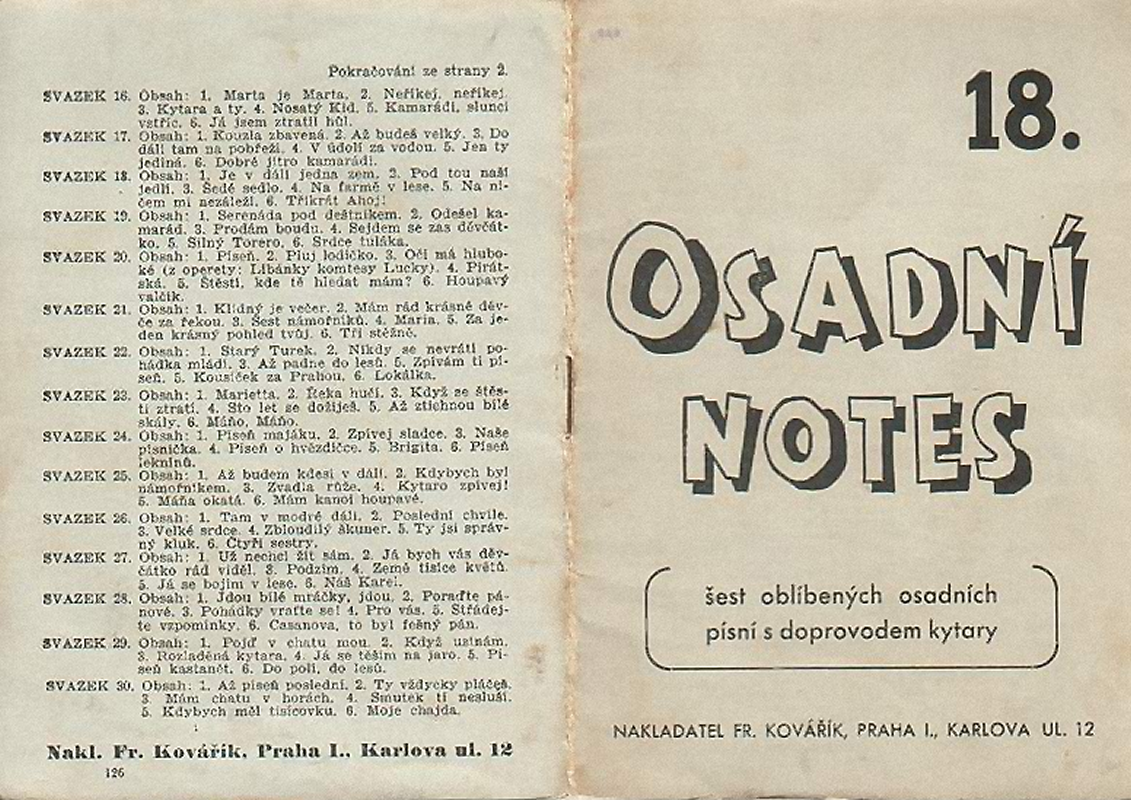 Pokračování ze strany 2.
SVAZEK 16. Obsah: 1. Marta je Marta. 2. Neříkej, neříkej.
3. Kytara a ty. 4. Nosatý Kid. 5. Kamarádi, slunci
vstříc. 6. Já jsem ztratil hůl.
SVAZEK 17. Obsah: 1. Kouzla zbavená. 2. Až budeš velký. 3. Do
dáli tam na pobřeží. 4. V údolí za vodou. 5. Jen ty
jediná. 6. Dobré jitro kamarádi.
SVAZEK 18. Obsah: 1. Je v dáli jedna zem. 2. Pod tou naší
jedlí. 3. Šedé sedlo. 4. Na farmě v lese. 5. Na ni-
čem mi nezáleží. 6. Třikrát Ahoj!
SVAZEK 19. Obsah: 1. Serenáda pod deštníkem. 2. Odešel ka-
marád. 3. Prodám boudu. 4. Sejdem se zas děvčát-
ko. 5. Silný Torero. 6. Srdce tuláka.
SVAZEK 20. Obsah: 1. Píseň. 2. Pluj lodičko. 3. Oči má hlubo-
ké (z operety: Líbánky komtesy Lucky). 4. Pirát-
ská. 5. Štěstí, kde tě hledat mám? 6. Houpavý
valčík.
SVAZEK 21. Obsah: 1. Klidný je večer. 2. Mám rád krásné děv-
če za řekou. 3. Šest námořníků. 4. Maria. 5. Za je-
den krásný pohled tvůj. 6. Tři stěžně.
SVAZEK 22. Obsah: 1. Starý Turek. 2. Nikdy se nevrátí po-
hádka mládí. 3. Až padne do lesů. 5. Zpívám ti pí-
seň. 5. Kousíček za Prahou. 6. Lokálka.
SVAZEK 23. Obsah: 1. Marietta. 2. Řeka hučí. 3. Když se štěs-
tí ztratí. 4. Sto let se dožiješ. 5. Až ztichnou bílé
skály. 6. Máňo, Máňo.
SVAZEK 24. Obsah: 1. Píseň majáku. 2. Zpívej sladce. 3. Naše
písnička. 4. Píseň o hvězdičce. 5. Brigita. 6. Píseň
leknínů.
SVAZEK 25. Obsah: 1. Až budem kdesi v dáli. 2. Kdybych byl
námořníkem. 3. Zvadla růže. 4. Kytaro zpívej!
5. Máňa okatá. 6. Mám kanoi houpavé.
SVAZEK 26. Obsah: 1. Tam v modré dáli. 2. Poslední chvíle.
3. Velké srdce. 4. Zbloudilý škuner. 5. Ty jsi správ-
ný kluk. 6. Čtyři sestry.
SVAZEK 27. Obsah: 1. Už nechci žít sám. 2. Já bych vás děv-
čátko rád viděl. 3. Podzim. 4. Země tisíce květů.
5. Já se bojím v lese. 6. Náš Karel.
SVAZEK 28. Obsah: 1. Jdou bílé mráčky, jdou. 2. Poraďte pá-
nové. 3. Pohádky vraťte se! 4. Pro vás. 5. Střádej-
te vzpomínky. 6. Casanova, to byl fešný pán.
SVAZEK 29. Obsah: 1. Pojď v chatu mou. 2. Když usínám.
3. Rozladěná kytara. 4. Já se těším na jaro. 5. Pí-
seň kastanět. 6. Do polí, do lesů.
SVAZEK 30. Obsah: 1. Až píseň poslední. 2. Ty vždycky pláčeš.
3. Mám chatu v horách. 4. Smutek ti nesluší.
5. Kdybych měl tisícovku. 6. Moje chajda.
Nakl. Fr. Kovářík, Praha I., Karlova ul. 12
126
18.
OSADNÍ
NOTES
šest oblíbených osadních
písní s doprovodem kytary
NAKLADATEL FR. KOVÁŘÍK, PRAHA I., KARLOVA UL. 12